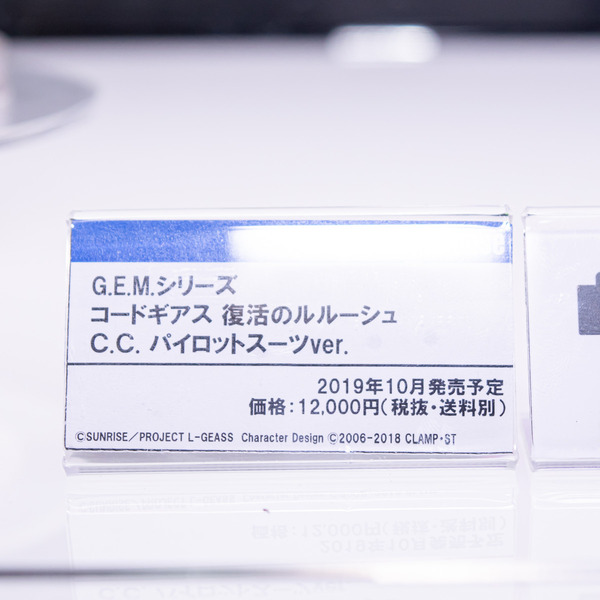 G.E.M.シリーズ
コードギアス 復活のルルーシュ
C.C. パイロットスーツver.
2019年10月発売予定
価格:12,000円(税抜・送料別)
©SUNRISE/PROJECT L-GEASS Character Design ©2006-2018 CLAMP・ST